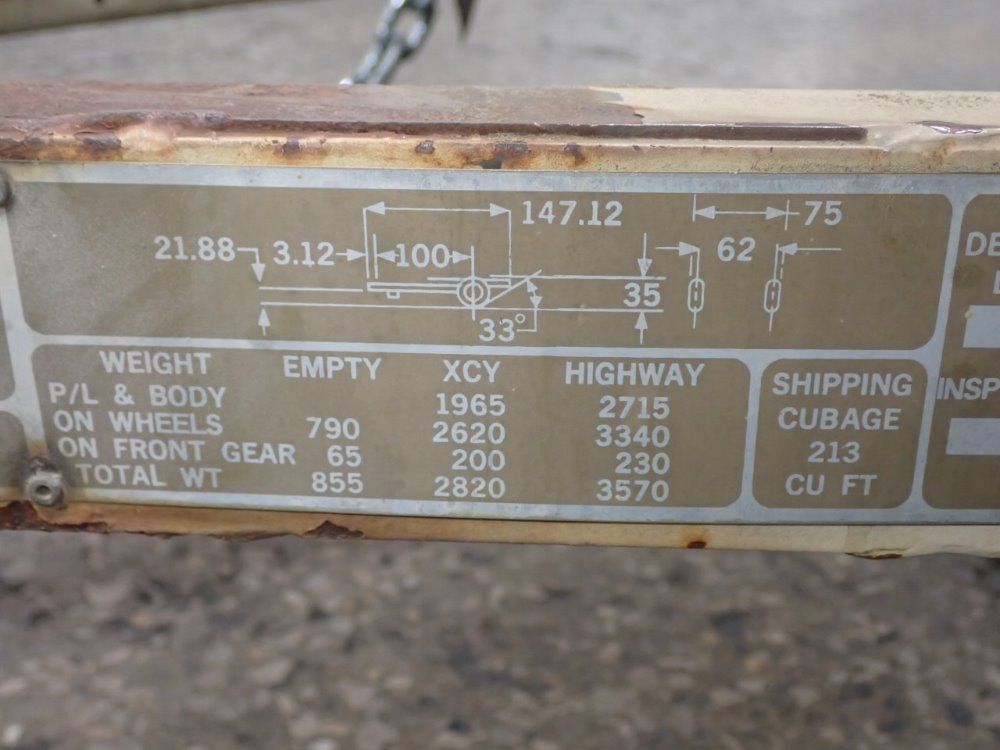 147.12
75
21.88
3.12
100
62
35
33°
WEIGHT EMPTY XCY HIGHWAY
P/L & BODY 1965 2715
ON WHEELS 790 2620 3340
ON FRONT GEAR 65 200 230
TOTAL WT 855 2820 3570
SHIPPING
CUBAGE
213
CU FT
DE
INSP